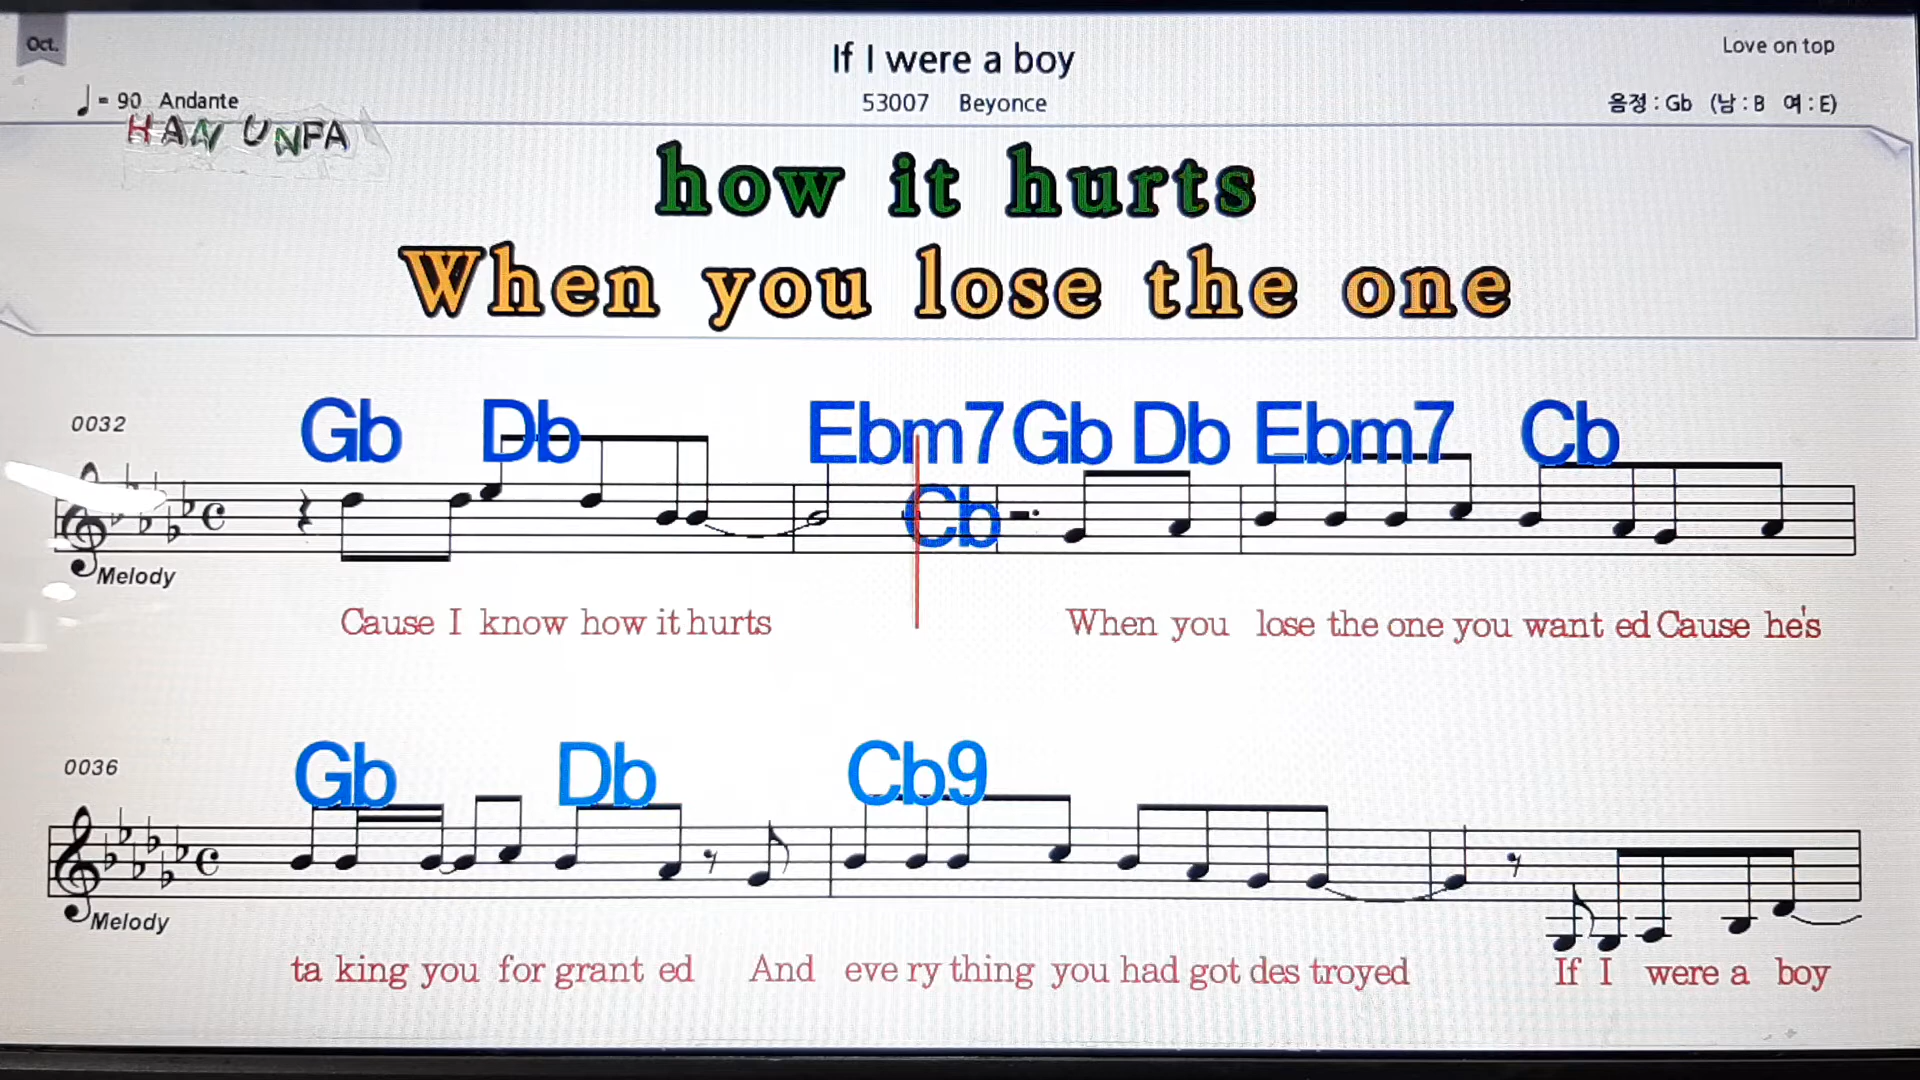 Oct.
If I were a boy
Love on top
= 90 Andante
53007 Beyonce
음정 : Gb (남 : B 여 : E)
HAN UNFA
how it hurts
When you lose the one
0032
Gb Db Ebm7 Gb Db Ebm7 Cb
Cb
Melody
Cause I know how it hurts When you lose the one you want ed Cause he's
0036
Gb Db Cb9
Melody
ta king you for grant ed And eve ry thing you had got des troyed If I were a boy